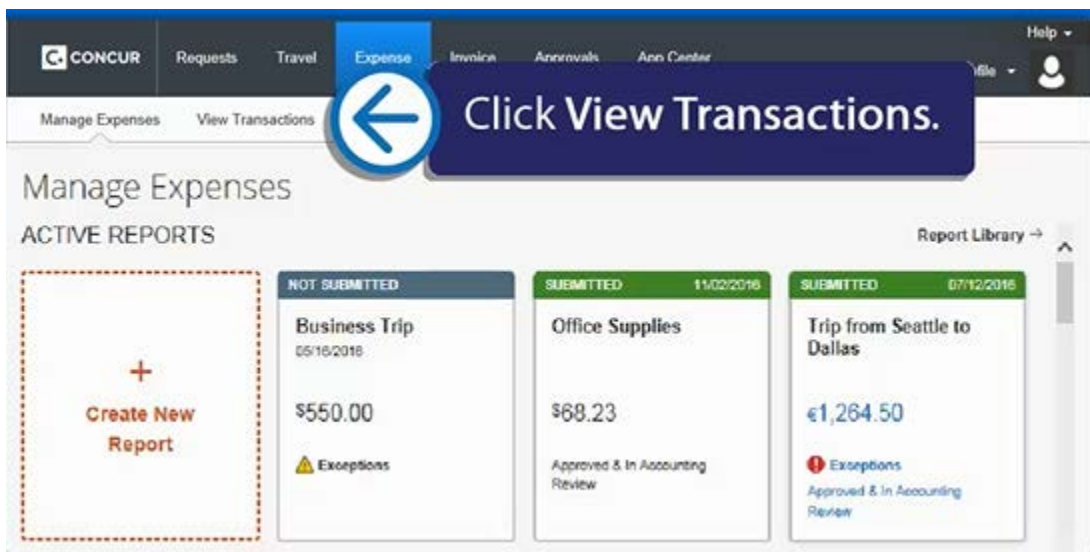 Help
CONCUR Requests Travel Expense Invoice Approvals App Center
file
Manage Expenses View Transactions
Click View Transactions.
Manage Expenses
ACTIVE REPORTS
Report Library →
NOT SUBMITTED
Business Trip
05/16/2016
$550.00
Exceptions
SUBMITTED 11/02/2016
Office Supplies
$68.23
Approved & In Accounting
Review
SUBMITTED 07/12/2016
Trip from Seattle to
Dallas
€1,264.50
Exceptions
Approved & In Accounting
Review
+
Create New
Report